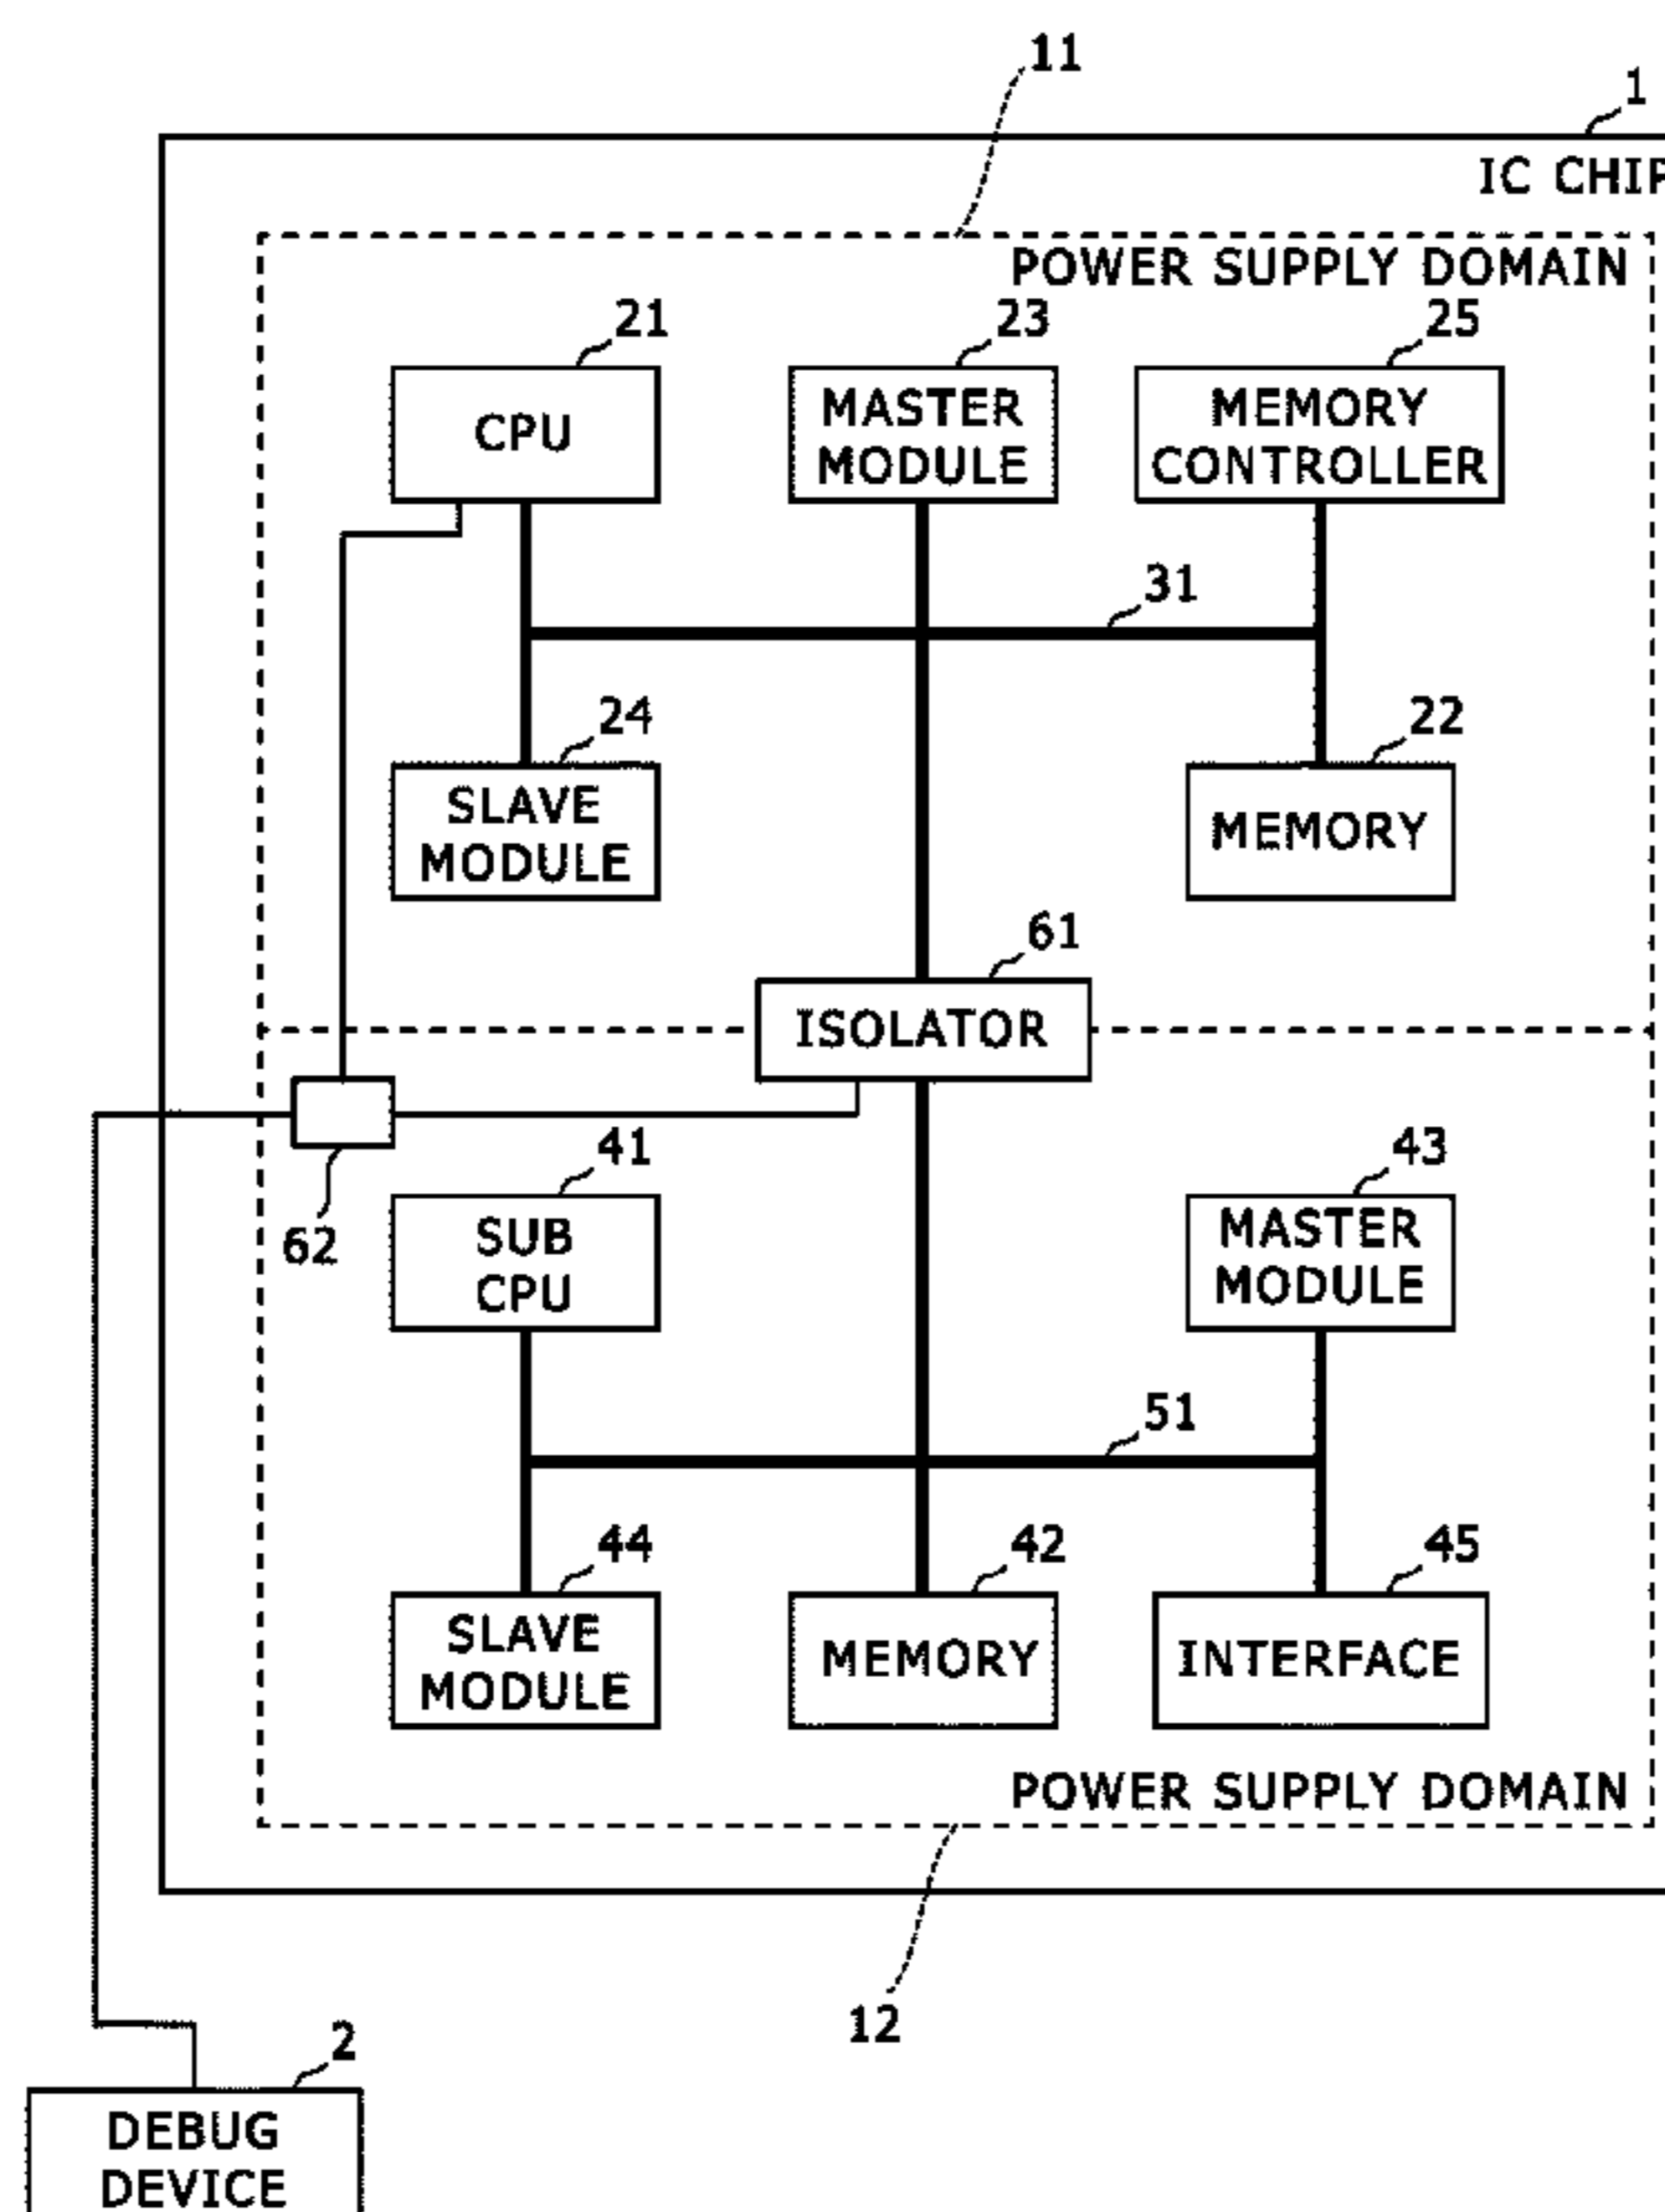 11
1
IC CHIP
POWER SUPPLY DOMAIN
21
23
25
CPU
MASTER
MODULE
MEMORY
CONTROLLER
31
24
22
SLAVE
MODULE
MEMORY
61
ISOLATOR
41
43
62
SUB
CPU
MASTER
MODULE
51
44
42
45
SLAVE
MODULE
MEMORY
INTERFACE
POWER SUPPLY DOMAIN
12
2
DEBUG
DEVICE